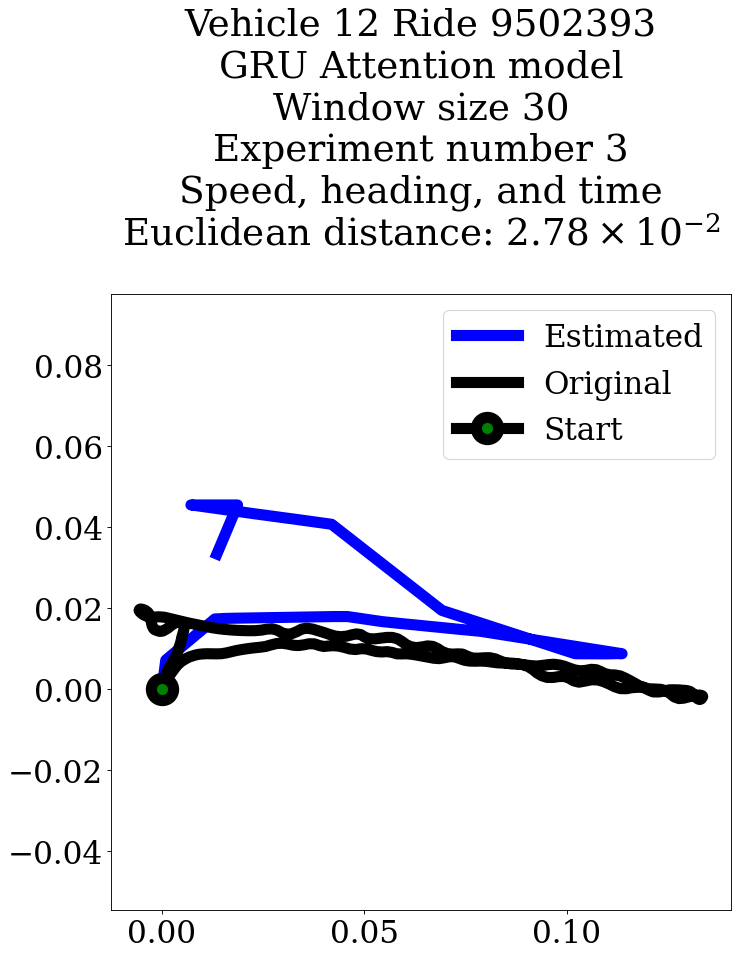 Vehicle 12 Ride 9502393
GRU Attention model
Window size 30
Experiment number 3
Speed, heading, and time
Euclidean distance: 2.78 × 10⁻²
Estimated
Original
Start
0.08
0.06
0.04
0.02
0.00
−0.02
−0.04
0.00 0.05 0.10